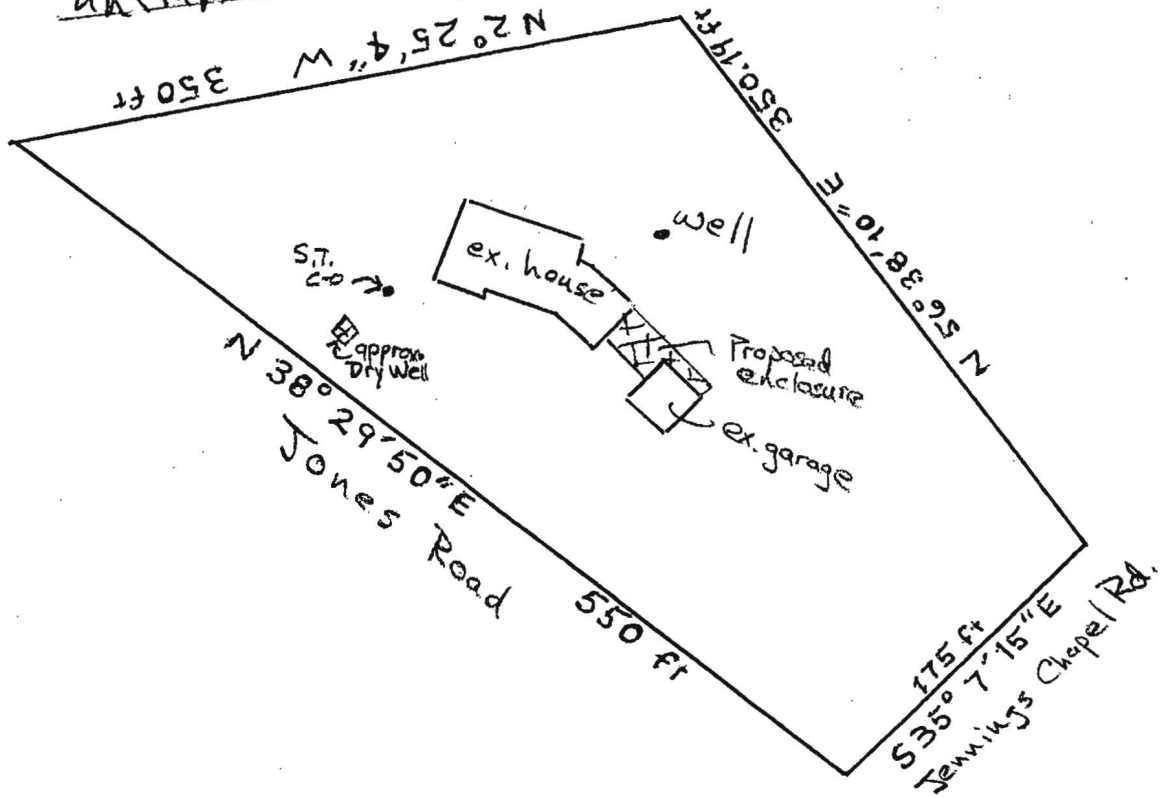 N 2° 25' 4" W
350 ft
350.19 ft
N 56° 38' 10" E
well
ex. house
S.T.
C-O
approx.
Dry Well
Proposed
enclosure
ex. garage
N 38° 29' 50" E
Jones Road
550 ft
175 ft
S 35° 7' 15" E
Jennings Chapel Rd.